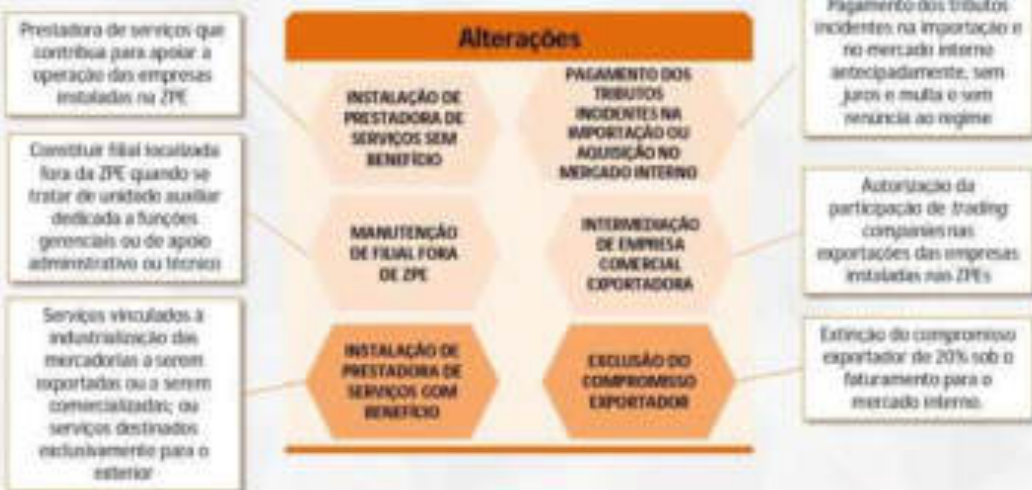 Alterações
Prestadora de serviços que
contribua para apoiar a
operação das empresas
instaladas na ZPE
Constituir filial localizada
fora da ZPE quando se
tratar de unidade auxiliar
dedicada a funções
gerenciais ou de apoio
administrativo ou técnico
Serviços vinculados à
industrialização das
mercadorias a serem
exportadas ou a serem
comercializadas; ou
serviços destinados
exclusivamente para o
exterior
INSTALAÇÃO DE
PRESTADORA DE
SERVIÇOS SEM
BENEFÍCIO
MANUTENÇÃO
DE FILIAL FORA
DE ZPE
INSTALAÇÃO DE
PRESTADORA DE
SERVIÇOS COM
BENEFÍCIO
PAGAMENTO DOS
TRIBUTOS
INCIDENTES NA
IMPORTAÇÃO OU
AQUISIÇÃO NO
MERCADO INTERNO
INTERMEDIAÇÃO
DE EMPRESA
COMERCIAL
EXPORTADORA
EXCLUSÃO DO
COMPROMISSO
EXPORTADOR
Pagamento dos tributos
incidentes na importação e
no mercado interno
antecipadamente, sem
juros e multa e sem
renúncia ao regime
Autorização da
participação de trading
companies nas
exportações das empresas
instaladas nas ZPEs
Extinção do compromisso
exportador de 20% sob o
faturamento para o
mercado interno.